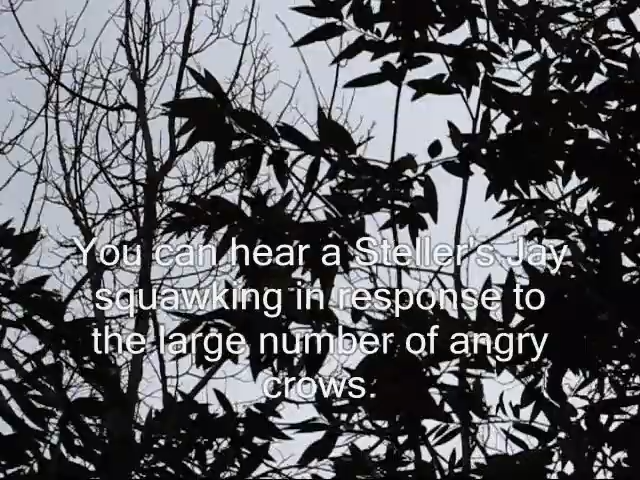 You can hear a Steller's Jay
squawking in response to
the large number of angry
crows.